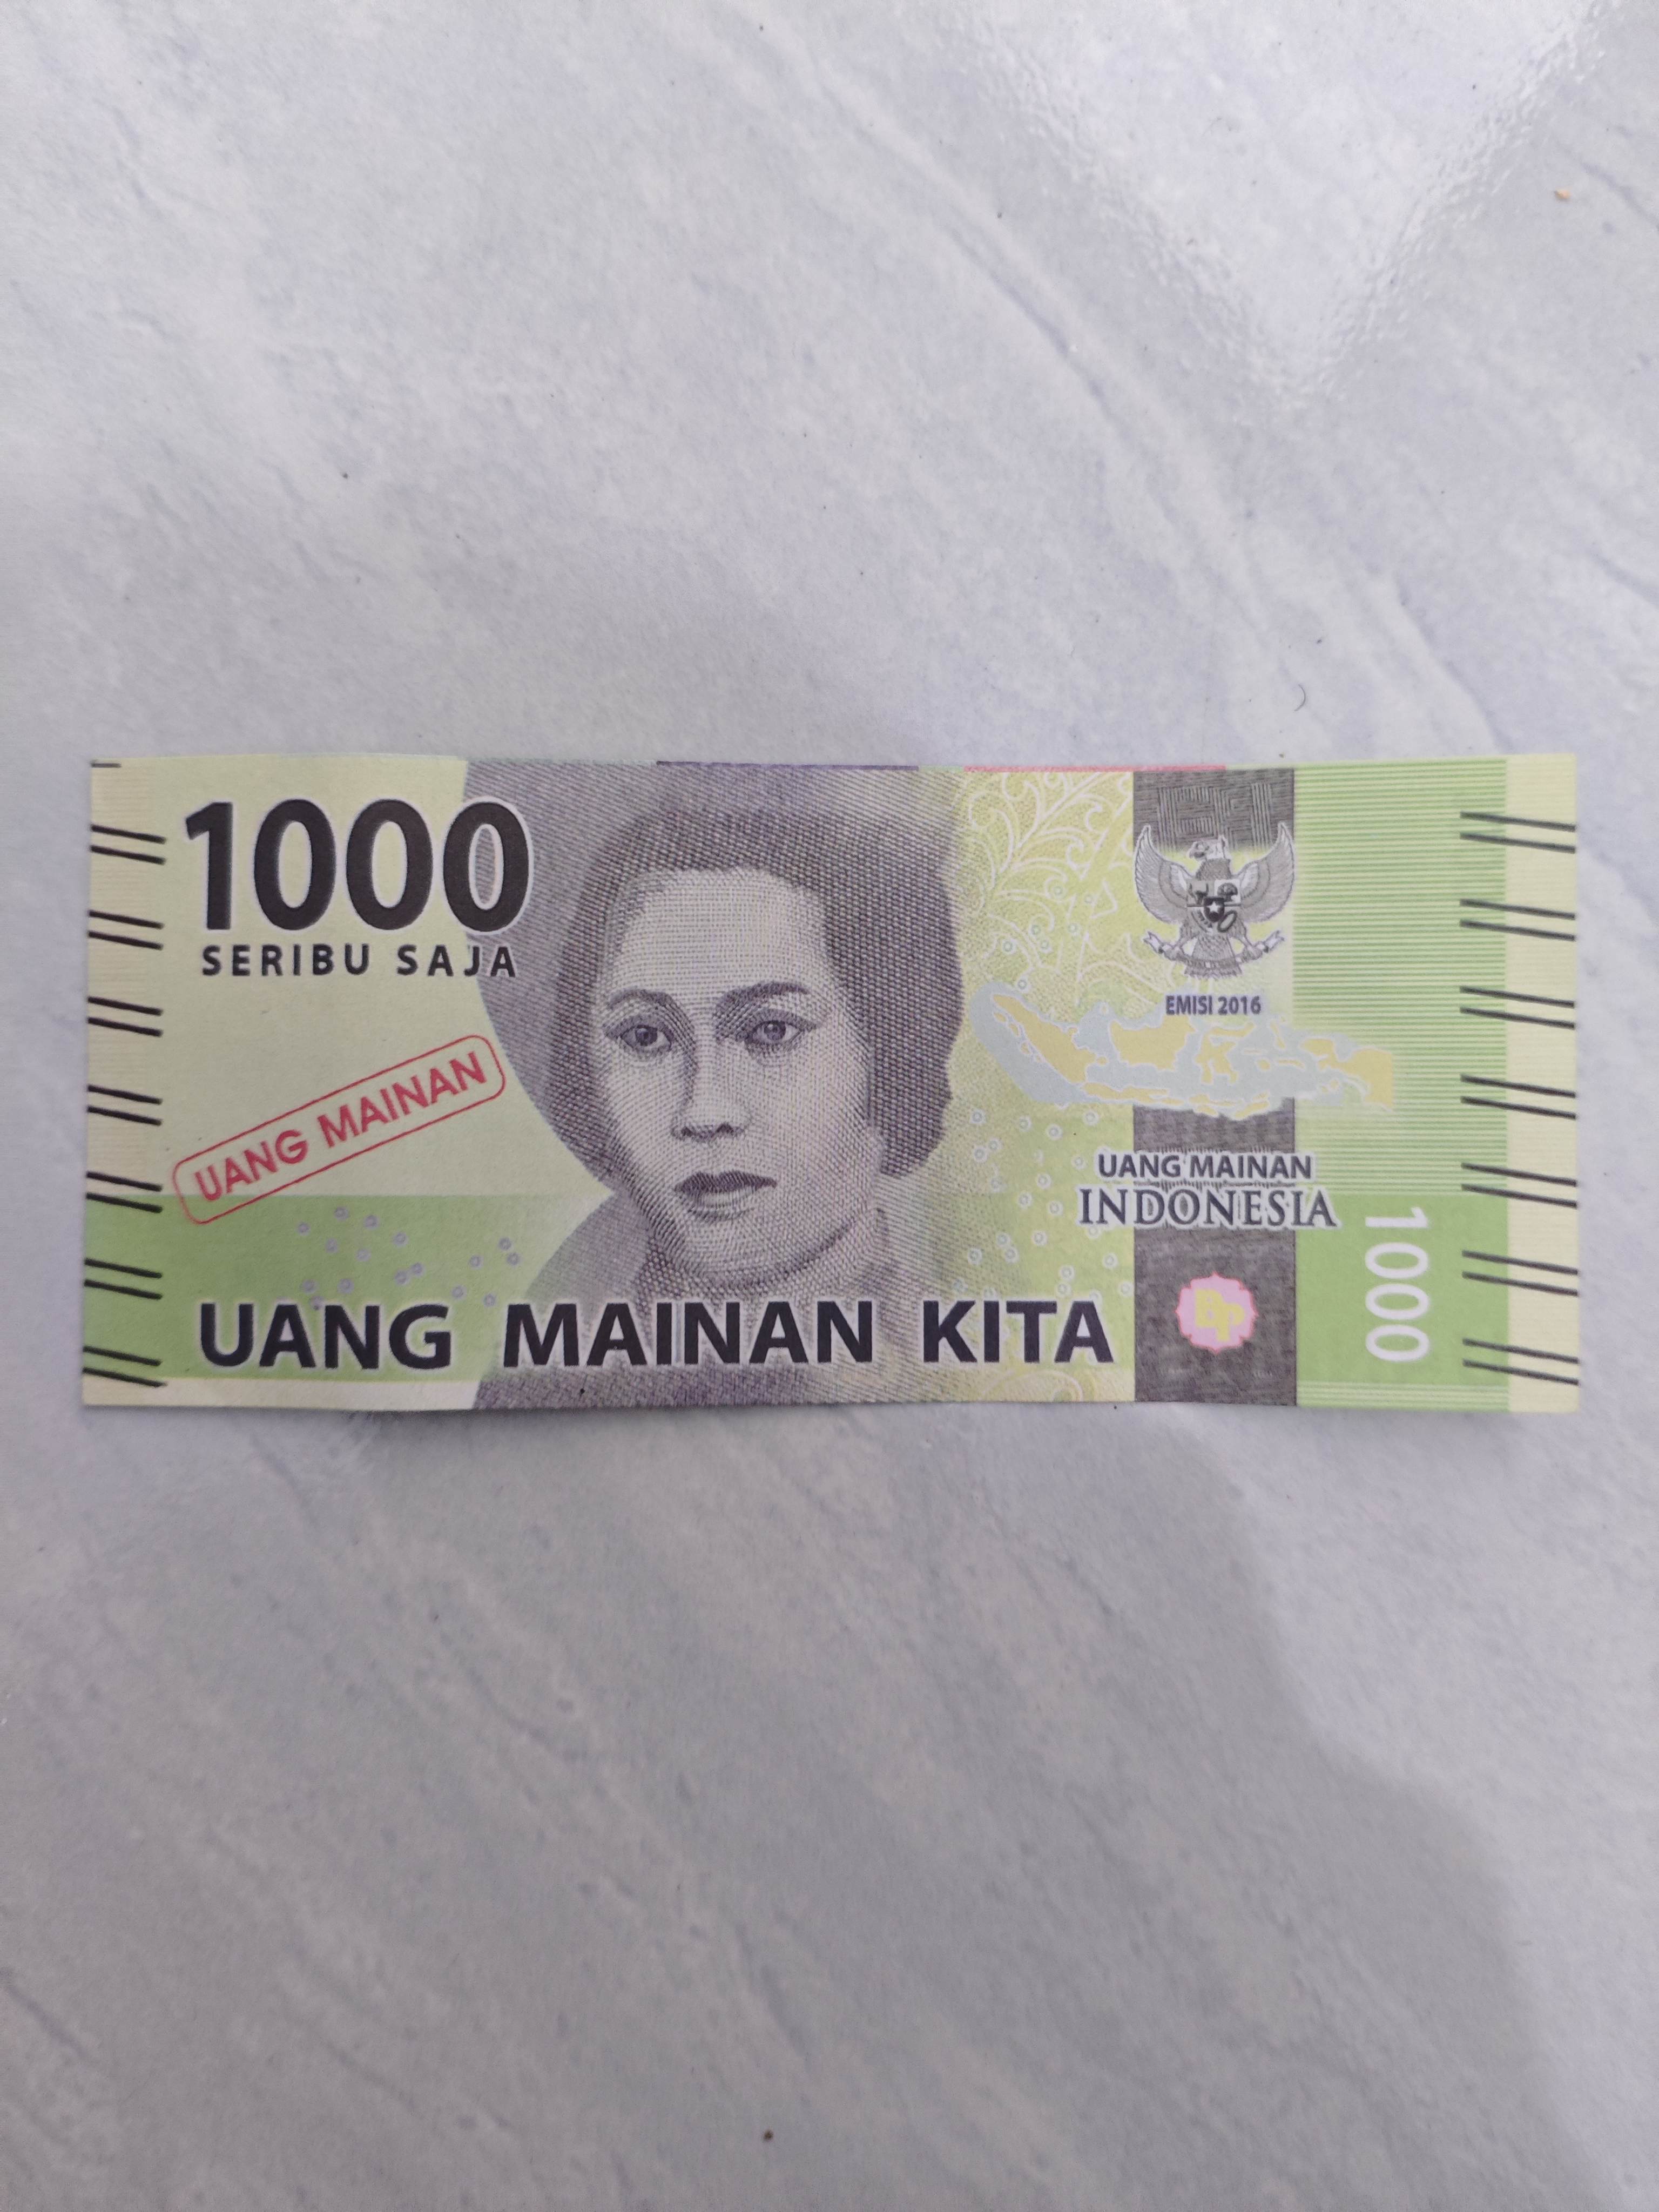 1000
SERIBU SAJA
EMISI 2016
UANG MAINAN
UANG MAINAN
INDONESIA
1000
UANG MAINAN KITA